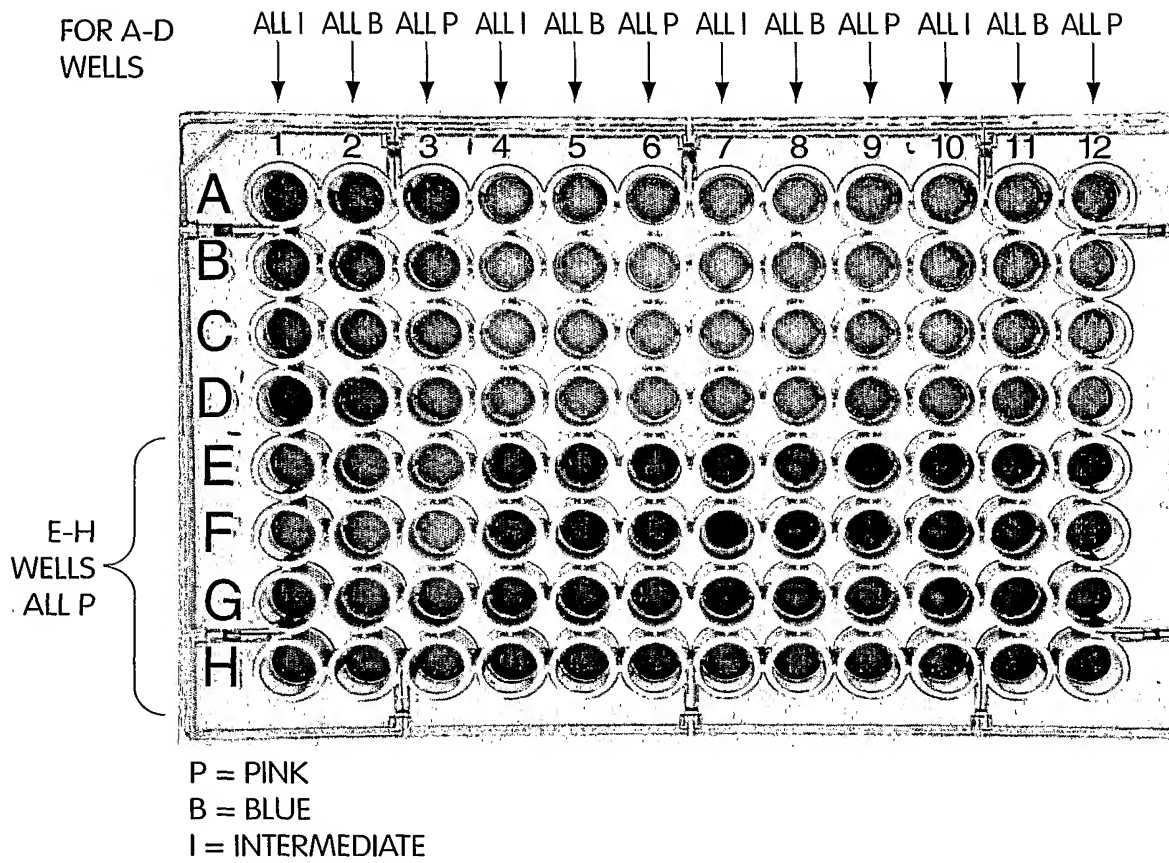 FOR A-D
WELLS
ALL I ALL B ALL P ALL I ALL B ALL P ALL I ALL B ALL P ALL I ALL B ALL P
1 2 3 4 5 6 7 8 9 10 11 12
A
B
C
D
E
F
G
H
E-H
WELLS
ALL P
P = PINK
B = BLUE
I = INTERMEDIATE